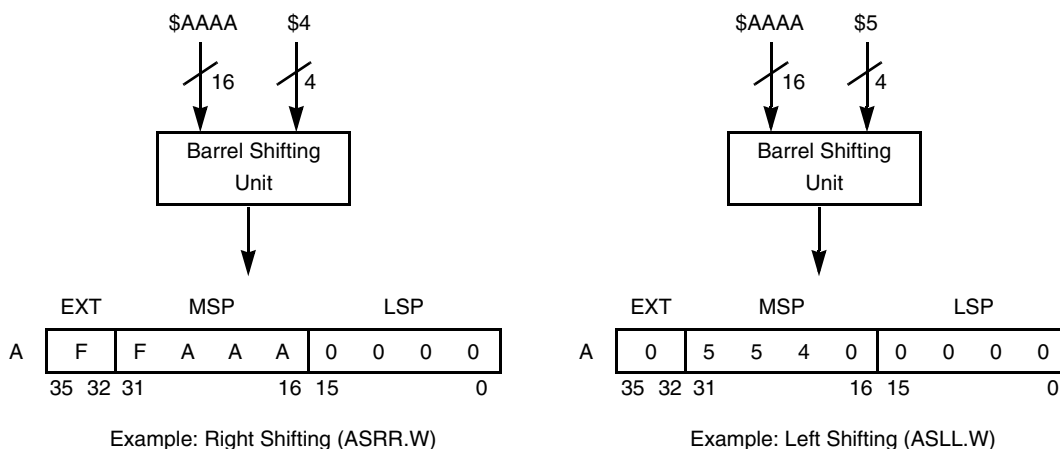 $AAAA $4 $AAAA $5
16 4 16 4
Barrel Shifting Unit Barrel Shifting Unit
EXT MSP LSP EXT MSP LSP
A F F A A A 0 0 0 0 A 0 5 5 4 0 0 0 0 0
35 32 31 16 15 0 35 32 31 16 15 0
Example: Right Shifting (ASRR.W) Example: Left Shifting (ASLL.W)